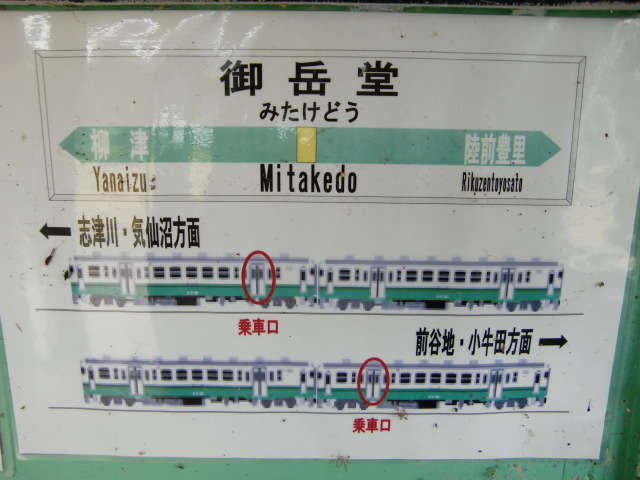 御岳堂
みたけどう
柳津 陸前豊里
Yanaizu Mitakedo Rikuzentoyosato
← 志津川・気仙沼方面
乗車口
前谷地・小牛田方面 →
乗車口